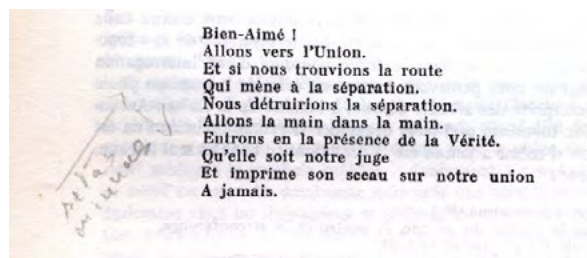 Bien-Aimé !
Allons vers l'Union.
Et si nous trouvions la route
Qui mène à la séparation.
Nous détruirions la séparation.
Allons la main dans la main.
Entrons en la présence de la Vérité.
Qu'elle soit notre juge
Et imprime son sceau sur notre union
A jamais.